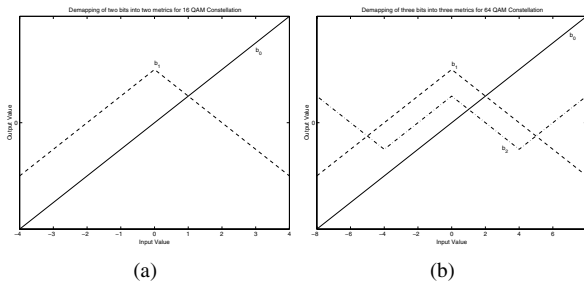 Demapping of two bits into two metrics for 16 QAM Constellation
b0
b1
0
Output Value
−4 −3 −2 −1 0 1 2 3 4
Input Value
(a)
Demapping of three bits into three metrics for 64 QAM Constellation
b0
b1
b2
0
Output Value
−8 −6 −4 −2 0 2 4 6
Input Value
(b)